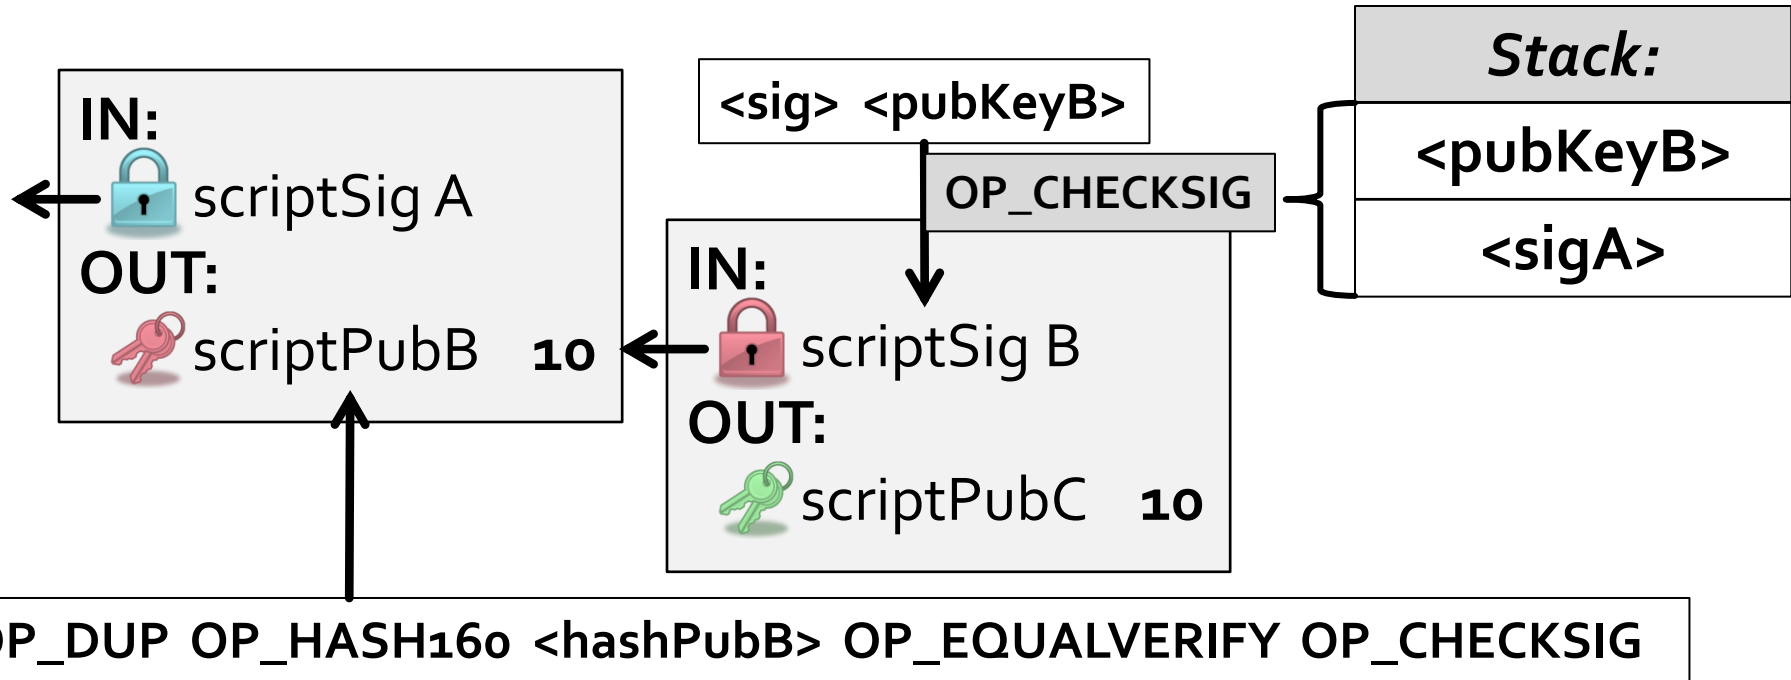 IN:
scriptSig A
OUT:
scriptPubB 10
<sig> <pubKeyB>
OP_CHECKSIG
IN:
scriptSig B
OUT:
scriptPubC 10
Stack:
<pubKeyB>
<sigA>
OP_DUP OP_HASH160 <hashPubB> OP_EQUALVERIFY OP_CHECKSIG